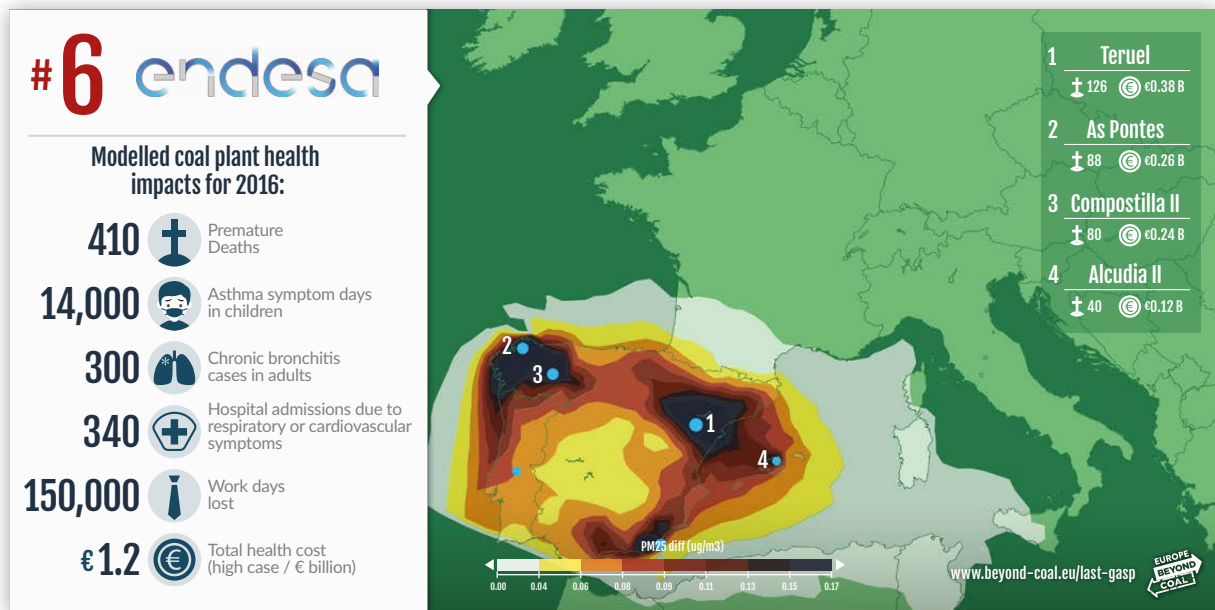 #6 endesa
Modelled coal plant health
impacts for 2016:
410
Premature
Deaths
14,000
Asthma symptom days
in children
300
Chronic bronchitis
cases in adults
340
Hospital admissions due to
respiratory or cardiovascular
symptoms
150,000
Work days
lost
€ 1.2
€
Total health cost
(high case / € billion)
1 Teruel
126 € €0.38 B
2 As Pontes
88 € €0.26 B
3 Compostilla II
80 € €0.24 B
4 Alcudia II
40 € €0.12 B
2
3
1
4
PM25 diff (ug/m3)
0.00 0.04 0.06 0.08 0.09 0.11 0.13 0.15 0.17
www.beyond-coal.eu/last-gasp
EUROPE
BEYOND
COAL